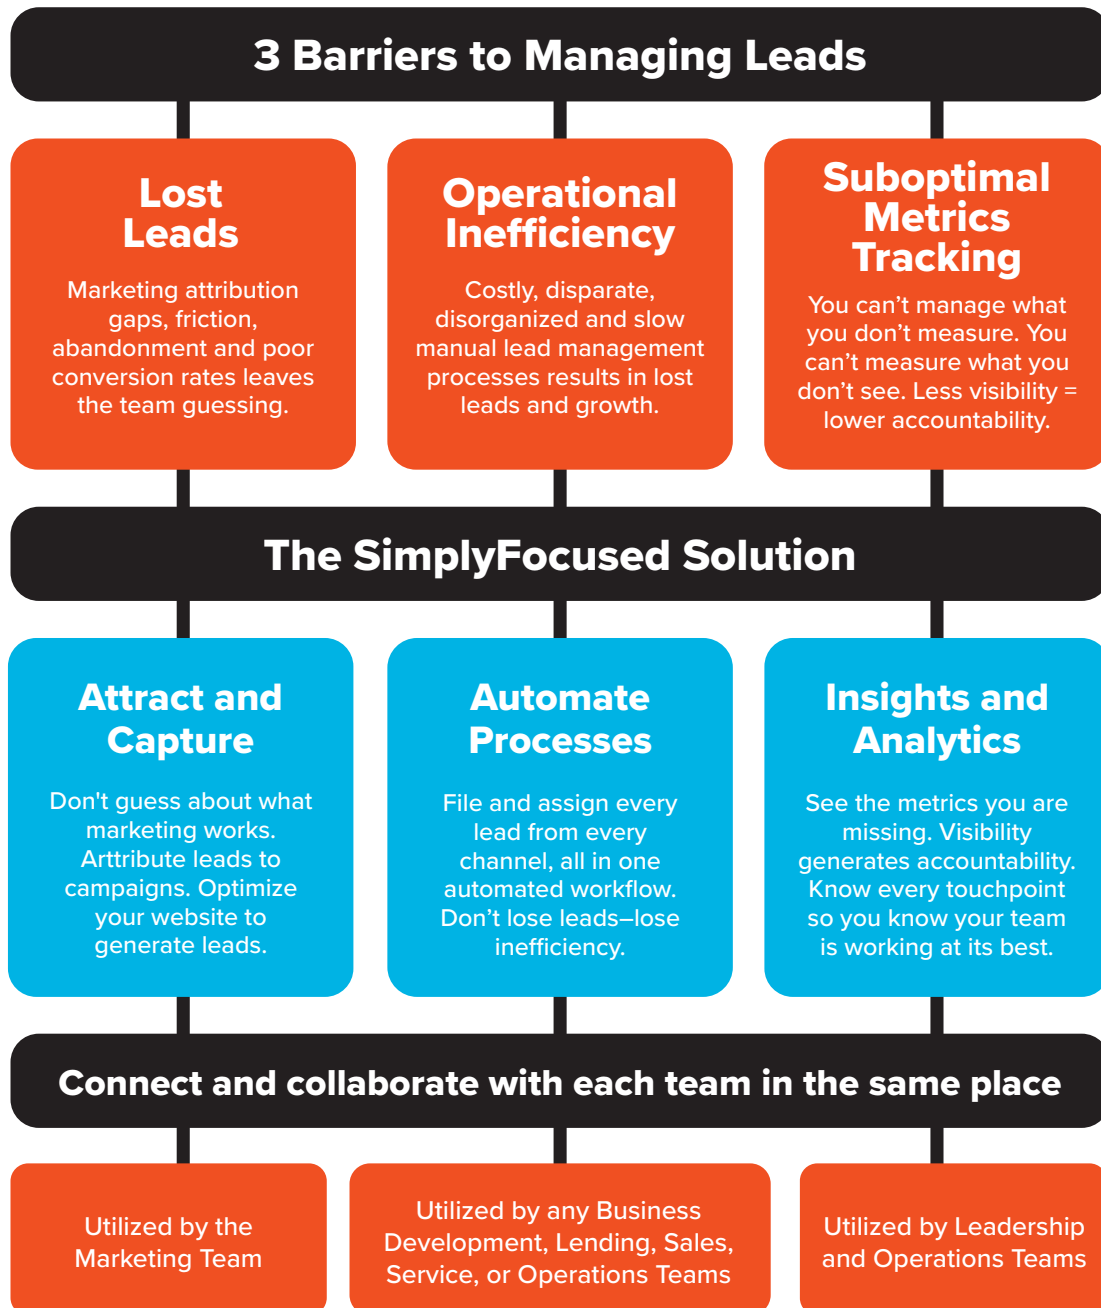 3 Barriers to Managing Leads
Lost
Leads
Marketing attribution
gaps, friction,
abandonment and poor
conversion rates leaves
the team guessing.
Operational
Inefficiency
Costly, disparate,
disorganized and slow
manual lead management
processes results in lost
leads and growth.
Suboptimal
Metrics
Tracking
You can’t manage what
you don’t measure. You
can’t measure what you
don’t see. Less visibility =
lower accountability.
The SimplyFocused Solution
Attract and
Capture
Don't guess about what
marketing works.
Arttribute leads to
campaigns. Optimize
your website to
generate leads.
Automate
Processes
File and assign every
lead from every
channel, all in one
automated workflow.
Don’t lose leads–lose
inefficiency.
Insights and
Analytics
See the metrics you are
missing. Visibility
generates accountability.
Know every touchpoint
so you know your team
is working at its best.
Connect and collaborate with each team in the same place
Utilized by the
Marketing Team
Utilized by any Business
Development, Lending, Sales,
Service, or Operations Teams
Utilized by Leadership
and Operations Teams